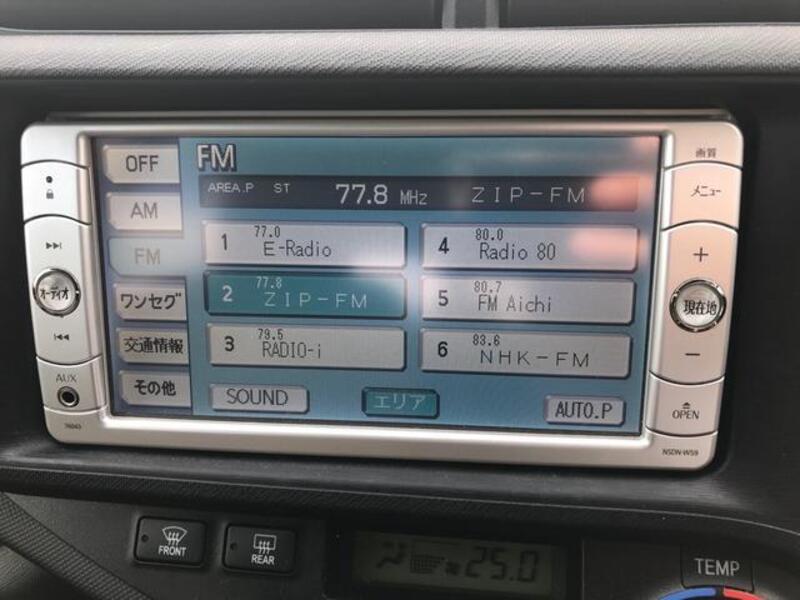 画質
OFF
FM
AREA.P ST 77.8 MHz ZIP-FM
メニュー
AM
1 77.0 E-Radio
4 80.0 Radio 80
FM
2 77.8 ZIP-FM
5 80.7 FM Aichi
オーディオ
現在地
ワンセグ
3 79.5 RADIO-i
6 83.6 NHK-FM
交通情報
AUX
その他
SOUND
エリア
AUTO.P
OPEN
76043
NSDN-W59
FRONT
REAR
25.0
TEMP